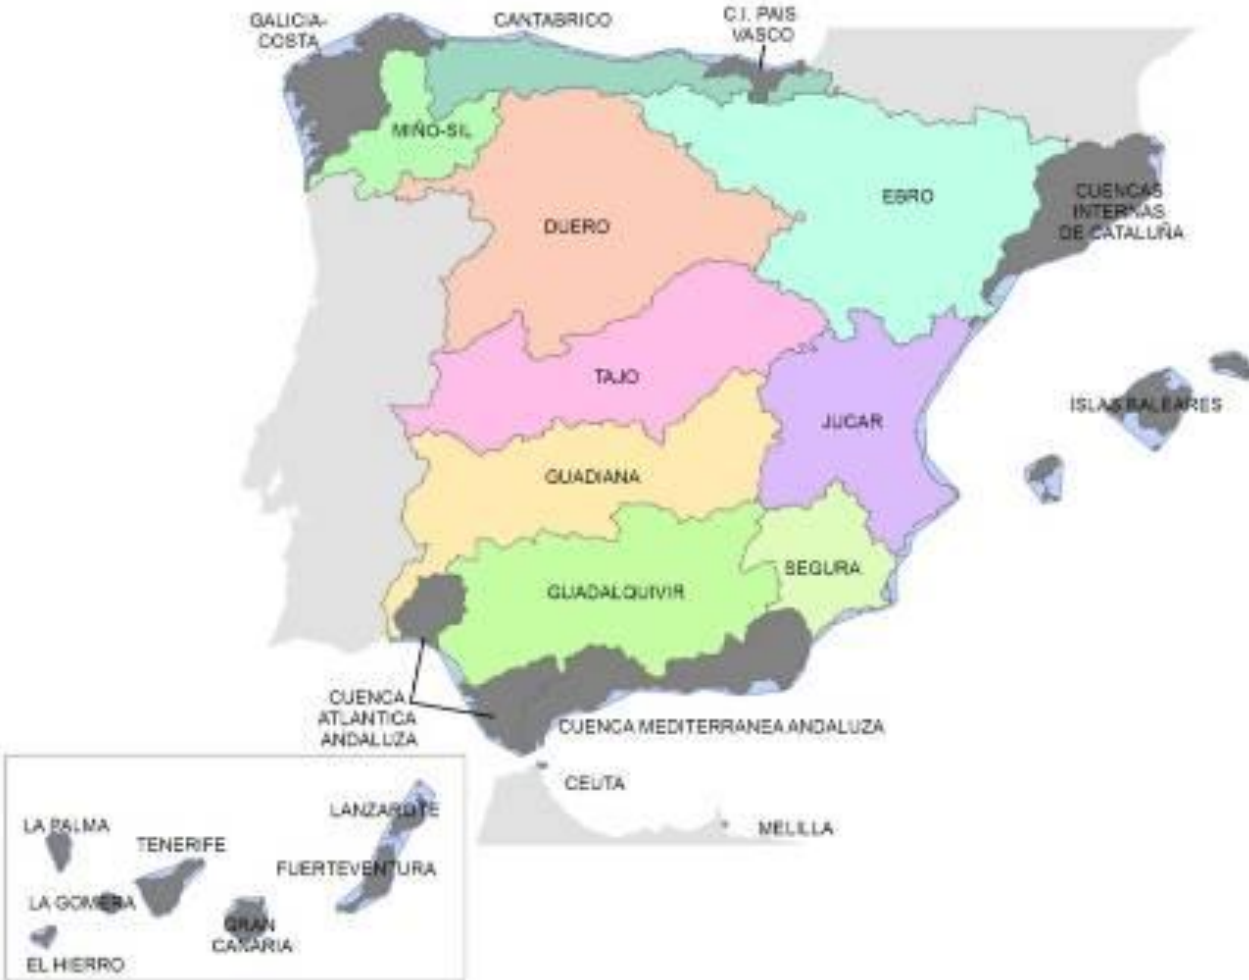 GALICIA-
COSTA
CANTABRICO
C.I. PAIS
VASCO
MIÑO-SIL
DUERO
EBRO
CUENCAS
INTERNAS
DE CATALUÑA
TAJO
JUCAR
ISLAS BALEARES
GUADIANA
SEGURA
GUADALQUIVIR
CUENCA
ATLANTICA
ANDALUZA
CUENCA MEDITERRANEA ANDALUZA
CEUTA
MELILLA
LANZAROTE
LA PALMA
TENERIFE
FUERTEVENTURA
LA GOMERA
GRAN
CANARIA
EL HIERRO